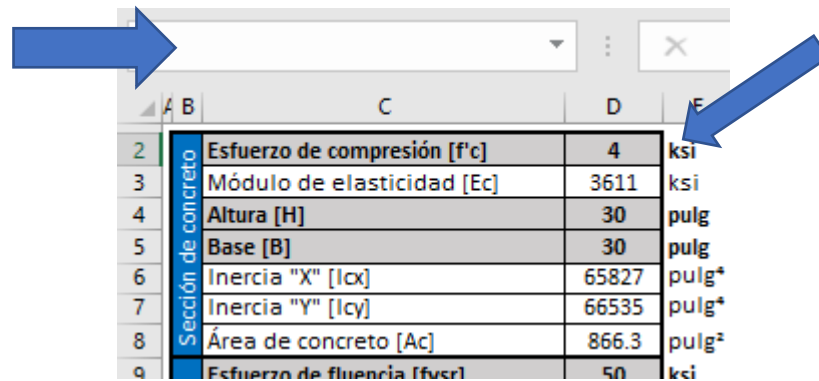 A B C D
2 Esfuerzo de compresión [f'c] 4 ksi
3 Módulo de elasticidad [Ec] 3611 ksi
4 Altura [H] 30 pulg
5 Base [B] 30 pulg
6 Inercia "X" [Icx] 65827 pulg⁴
7 Inercia "Y" [Icy] 66535 pulg⁴
8 Área de concreto [Ac] 866.3 pulg²
9 Esfuerzo de fluencia [fysr] 50 ksi
Sección de concreto